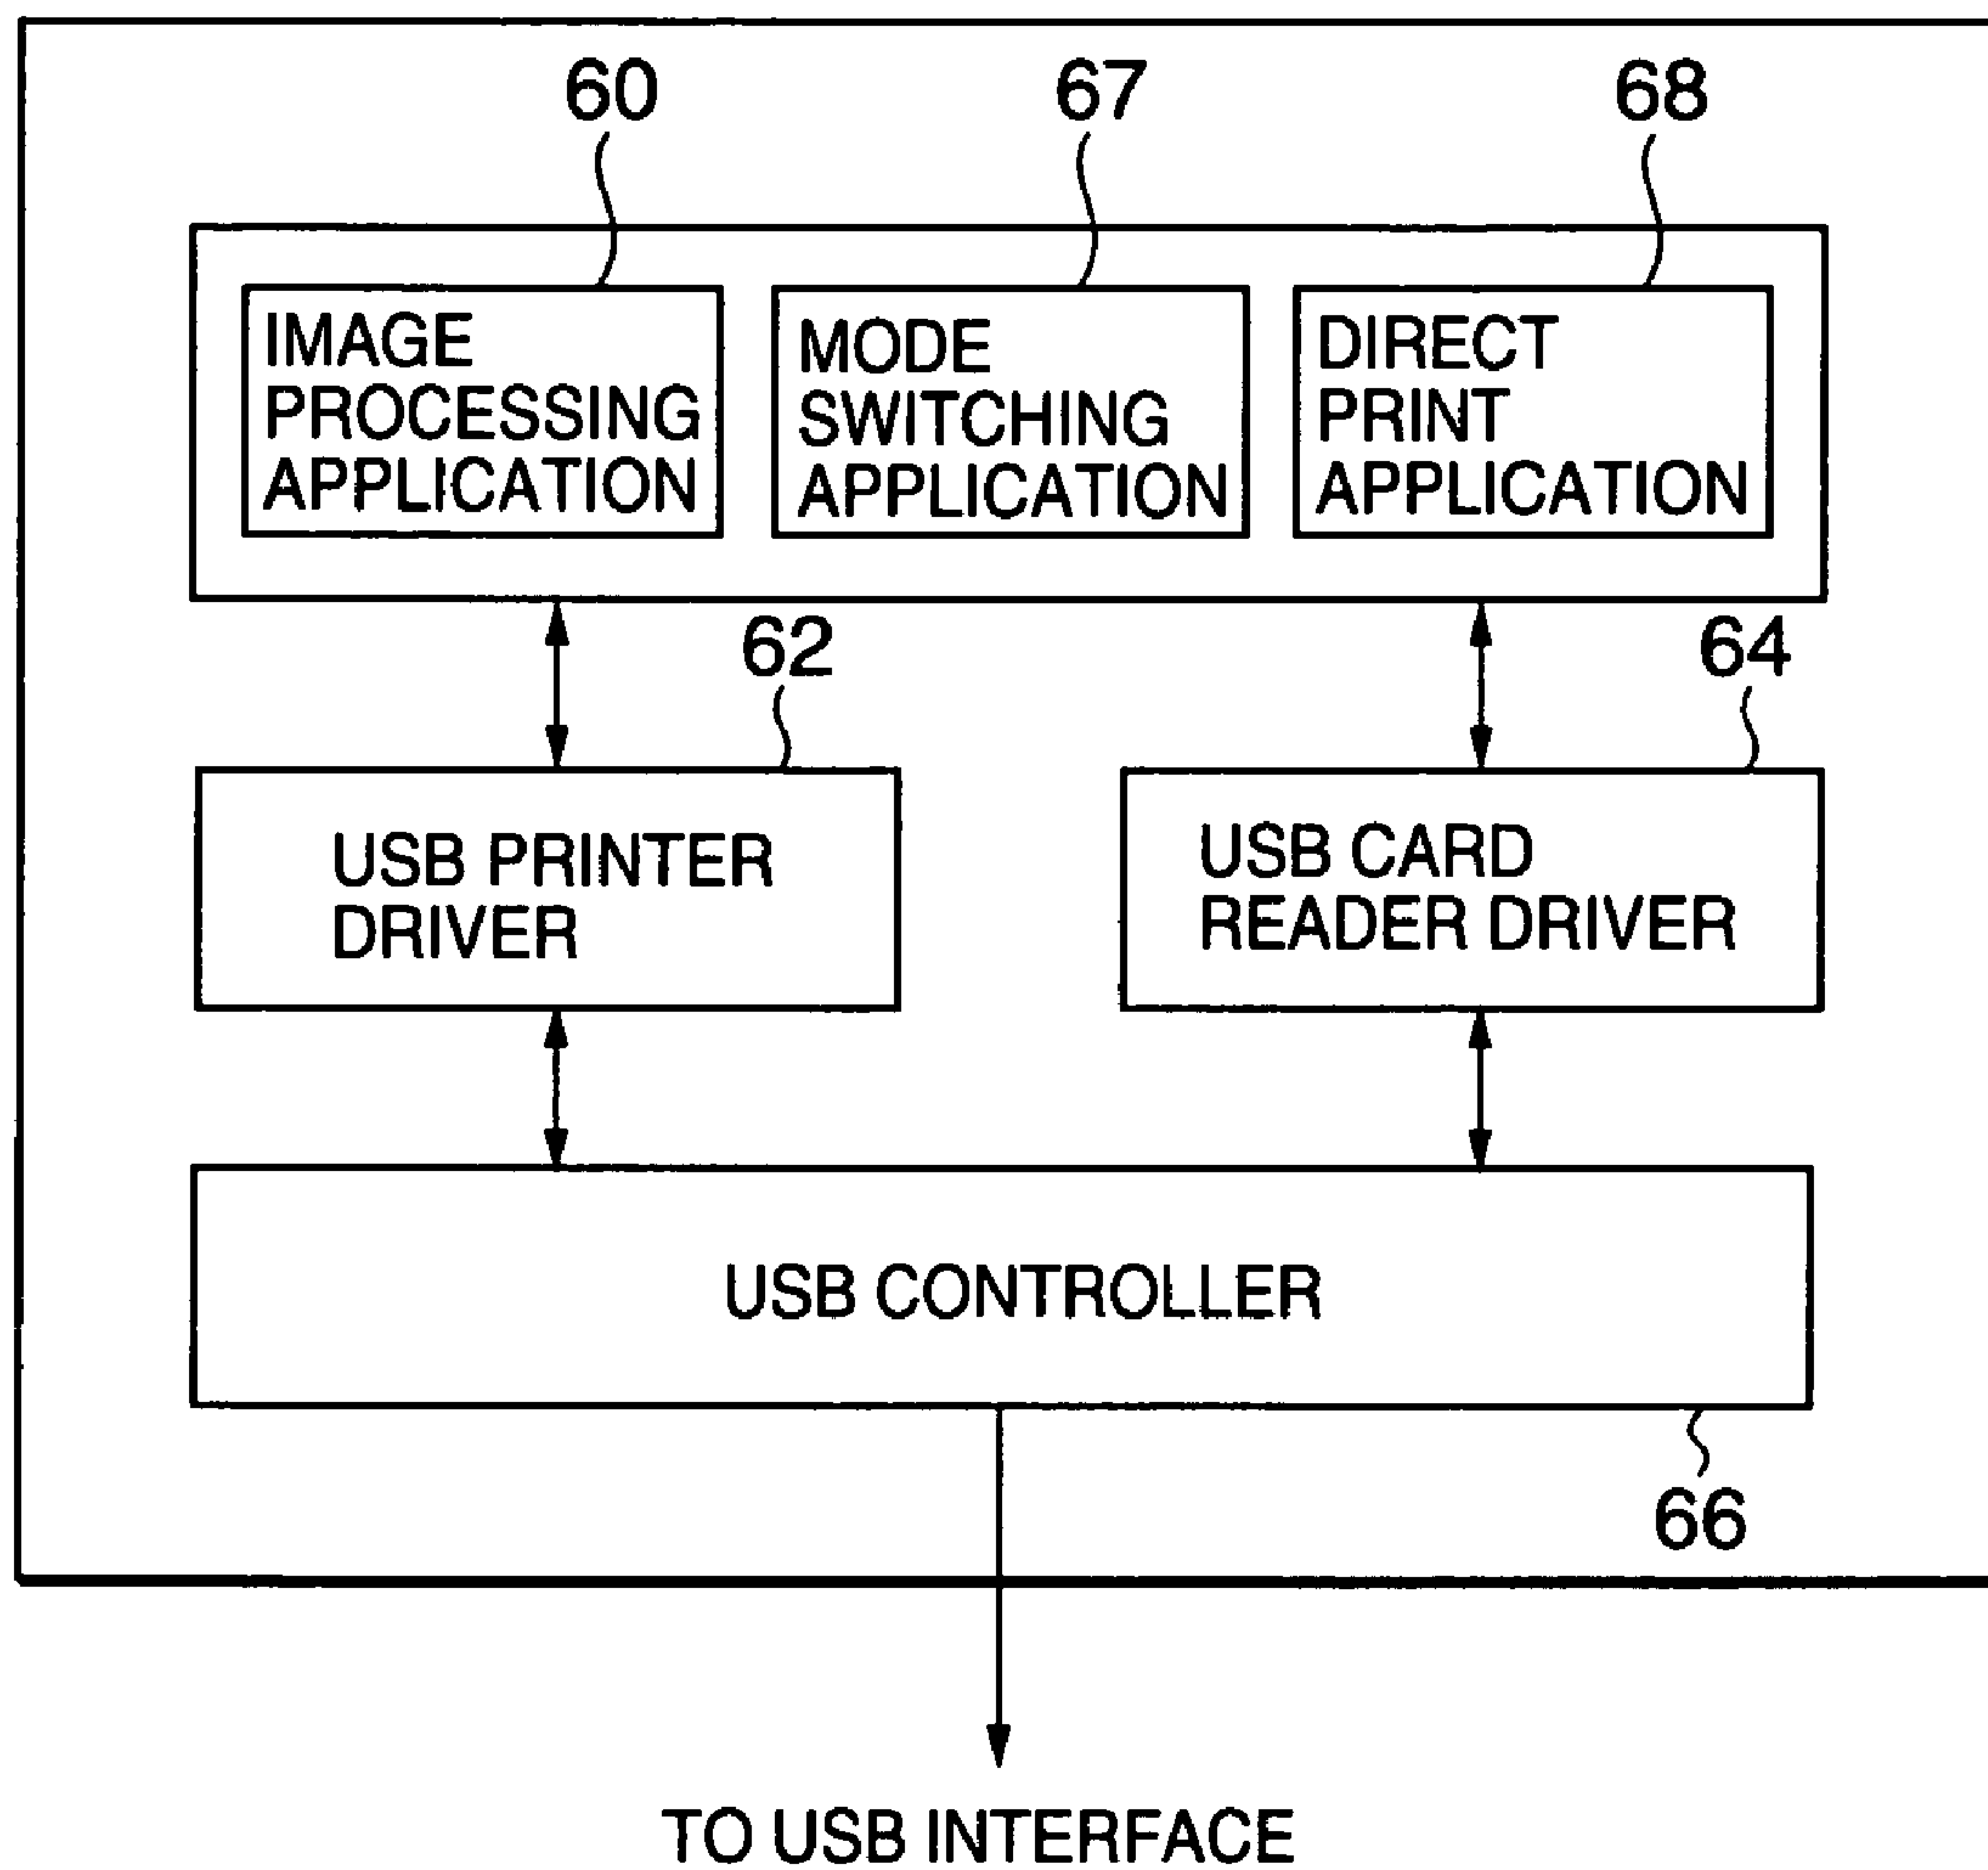 60
67
68
IMAGE
PROCESSING
APPLICATION
MODE
SWITCHING
APPLICATION
DIRECT
PRINT
APPLICATION
62
64
USB PRINTER
DRIVER
USB CARD
READER DRIVER
USB CONTROLLER
66
TO USB INTERFACE